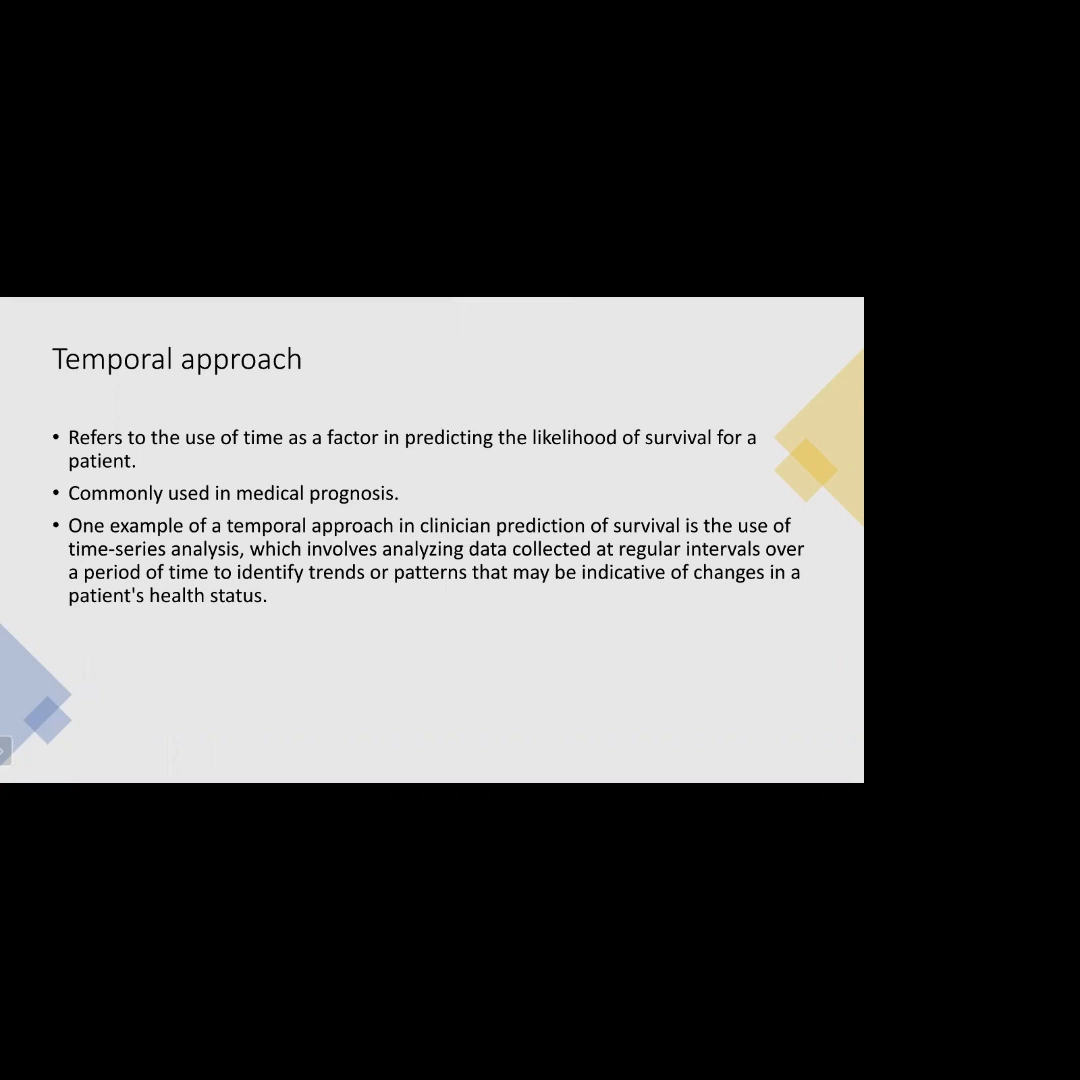 Temporal approach
• Refers to the use of time as a factor in predicting the likelihood of survival for a
patient.
• Commonly used in medical prognosis.
• One example of a temporal approach in clinician prediction of survival is the use of
time-series analysis, which involves analyzing data collected at regular intervals over
a period of time to identify trends or patterns that may be indicative of changes in a
patient's health status.